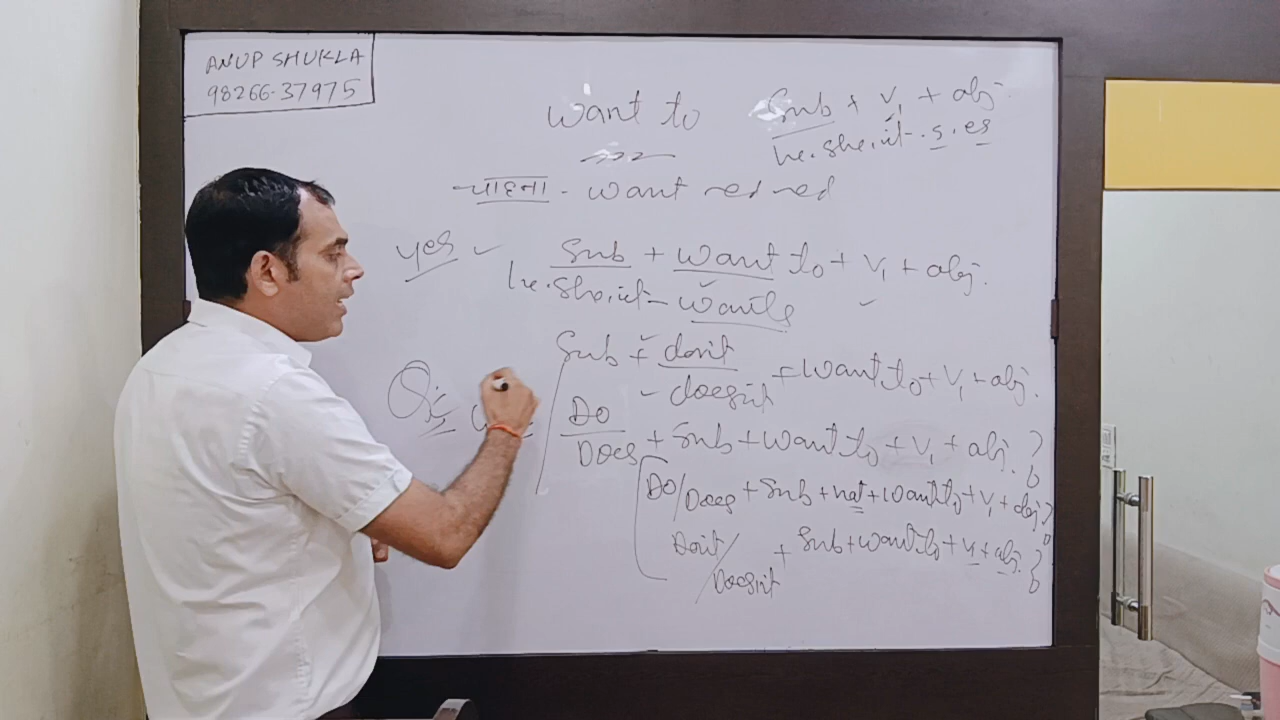 ANUP SHUKLA
98266-37975
want to
Sub + V1 + obj.
he.she.it-.s.es
चाहना - want ed ed
yes
Sub + want to + V1 + obj.
he.she.it - wants
Sub + don't
- doesn't + want to + V1 + obj.
Do
Does + Sub + want to + V1 + obj. ?
Do/Does + Sub + not + want to + V1 + obj ?
Don't/
Doesn't + Sub + want to + V1 + obj. ?